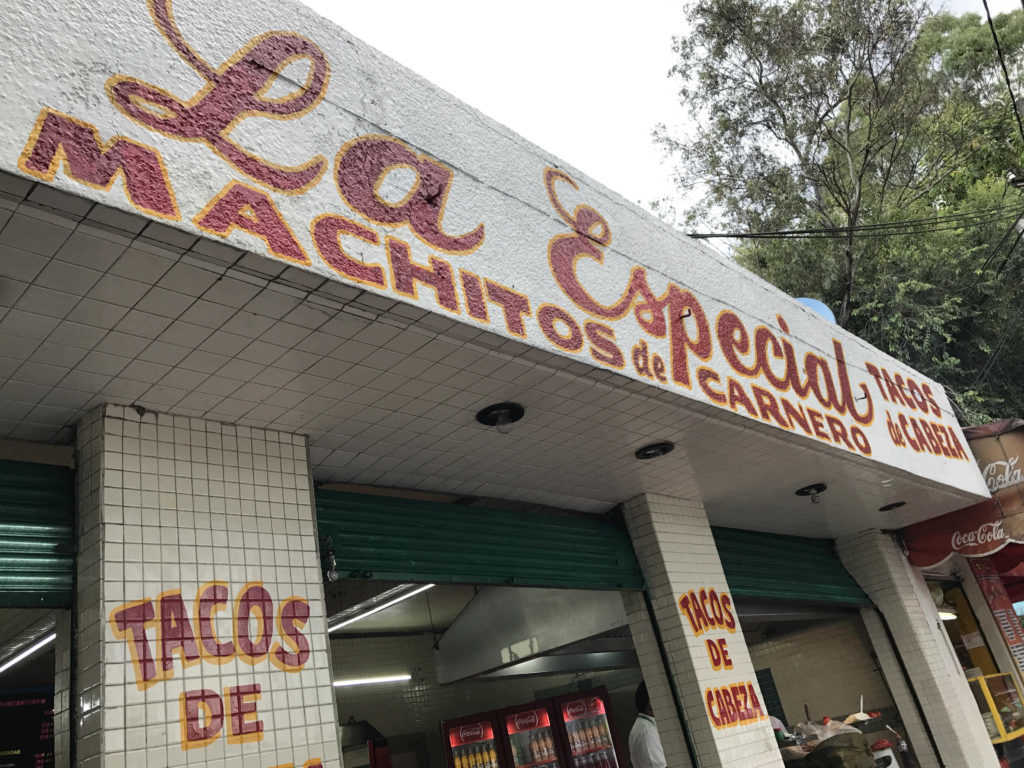 La Especial
MACHITOS de CARNERO
TACOS
de CABEZA
TACOS
DE
TACOS
DE
CABEZA
Coca-Cola
Coca-Cola